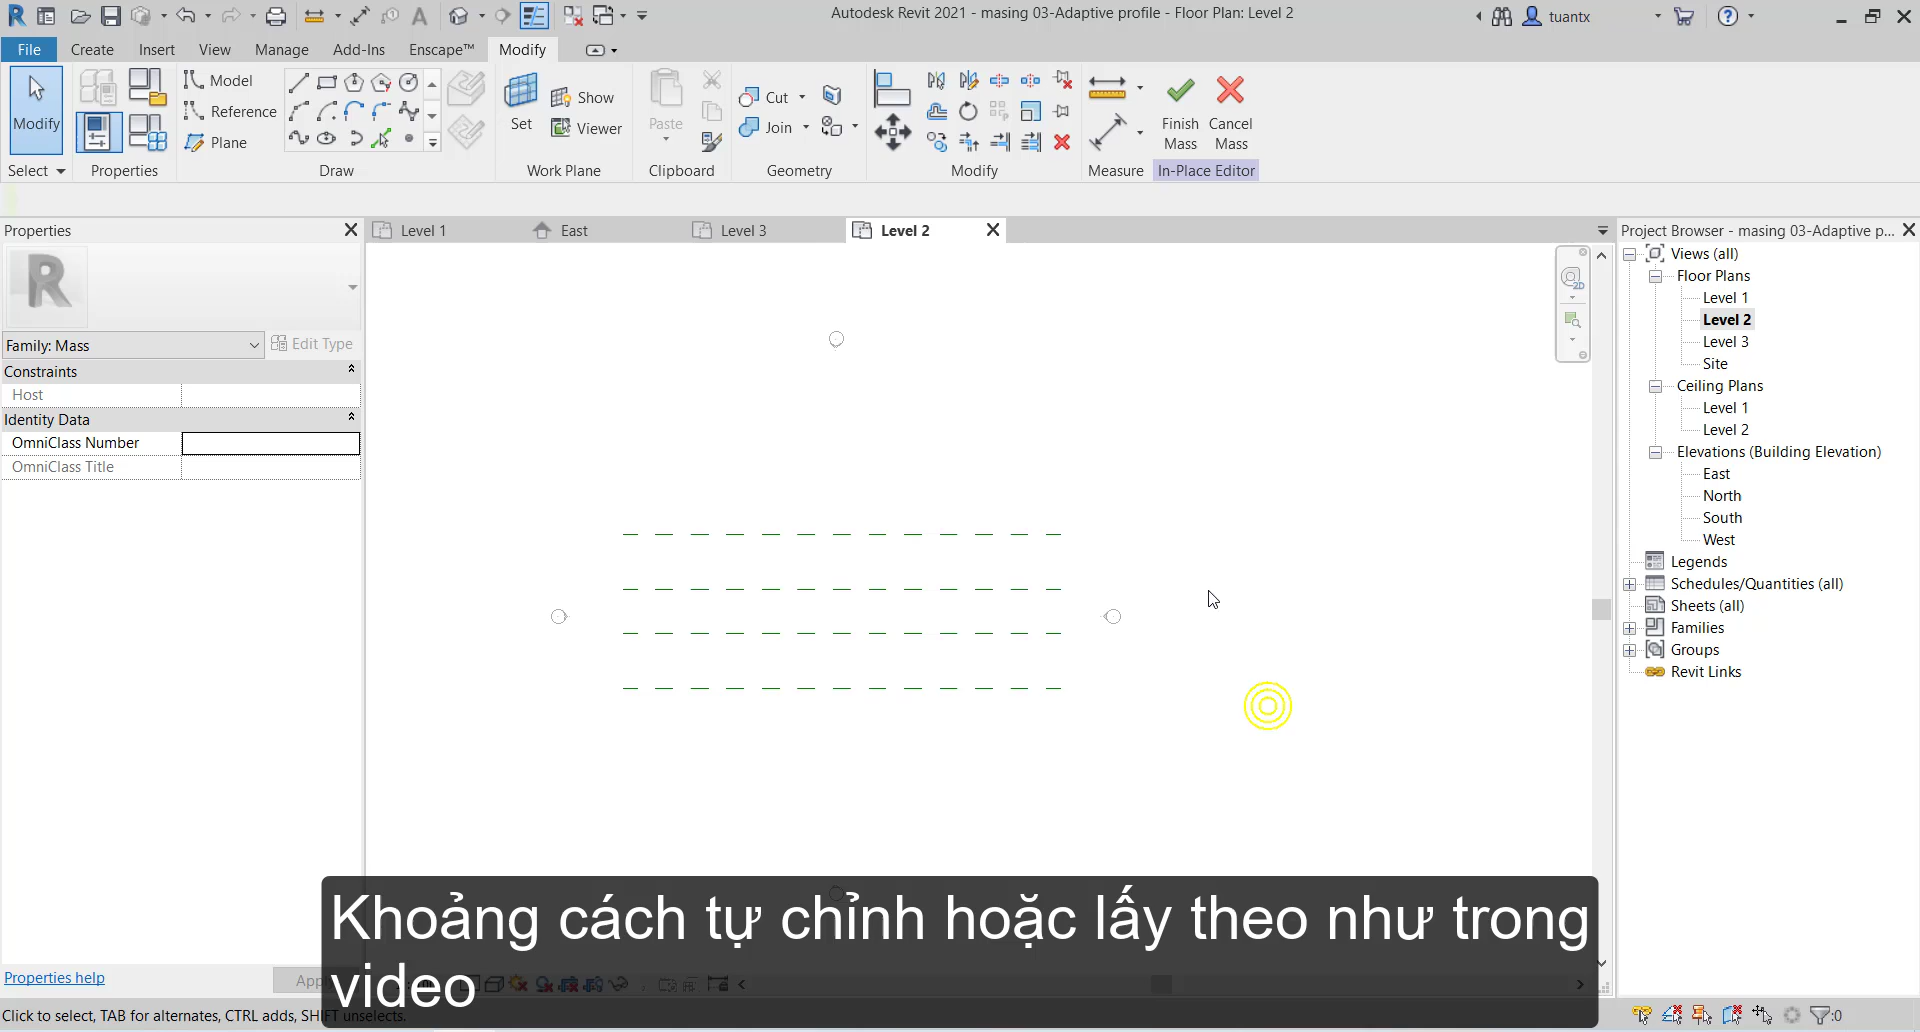 Autodesk Revit 2021 - masing 03-Adaptive profile - Floor Plan: Level 2
tuantx
File Create Insert View Manage Add-Ins Enscape™ Modify
Modify
Model
Reference
Plane
Set
Show
Viewer
Paste
Cut
Join
Finish Mass
Cancel Mass
Select Properties Draw Work Plane Clipboard Geometry Modify Measure In-Place Editor
Properties
Level 1 East Level 3 Level 2
Project Browser - masing 03-Adaptive p...
R
Family: Mass Edit Type
Constraints
Host
Identity Data
OmniClass Number
OmniClass Title
2D
Views (all)
Floor Plans
Level 1
Level 2
Level 3
Site
Ceiling Plans
Level 1
Level 2
Elevations (Building Elevation)
East
North
South
West
Legends
Schedules/Quantities (all)
Sheets (all)
Families
Groups
Revit Links
Khoảng cách tự chỉnh hoặc lấy theo như trong
video
Properties help
Click to select, TAB for alternates, CTRL adds, SHIFT unselects.
:0